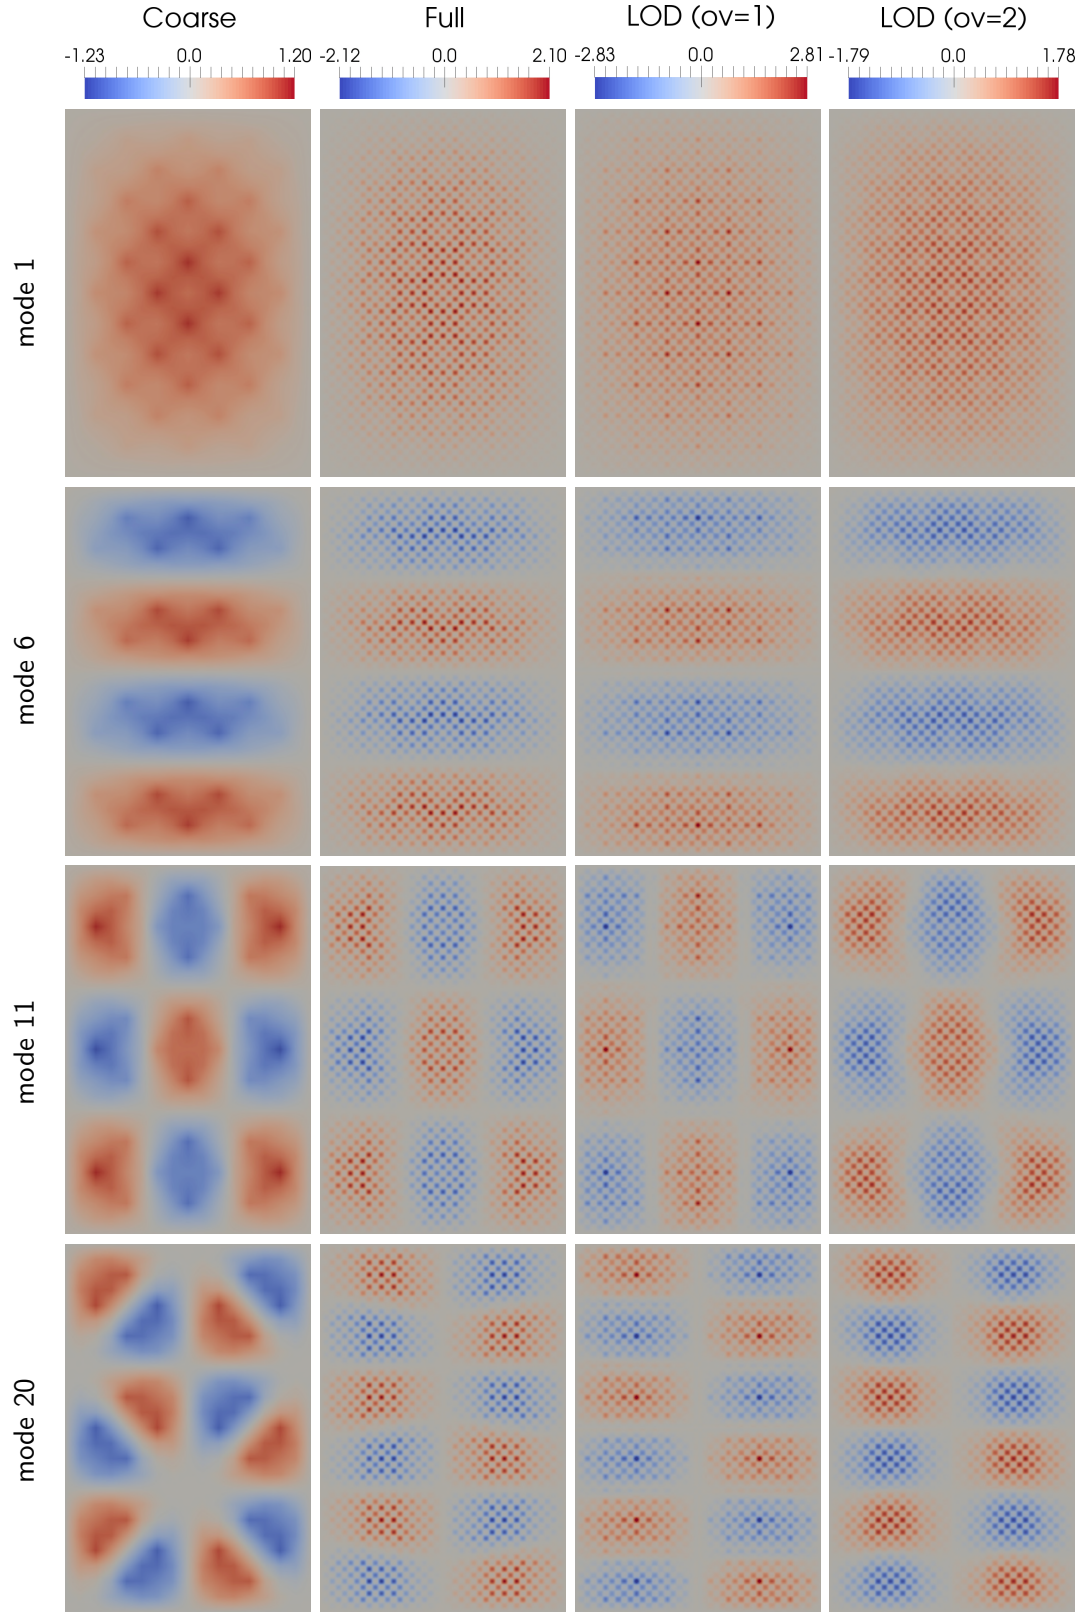 Coarse Full LOD (ov=1) LOD (ov=2)
-1.23 0.0 1.20 -2.12 0.0 2.10 -2.83 0.0 2.81 -1.79 0.0 1.78
mode 1
mode 6
mode 11
mode 20